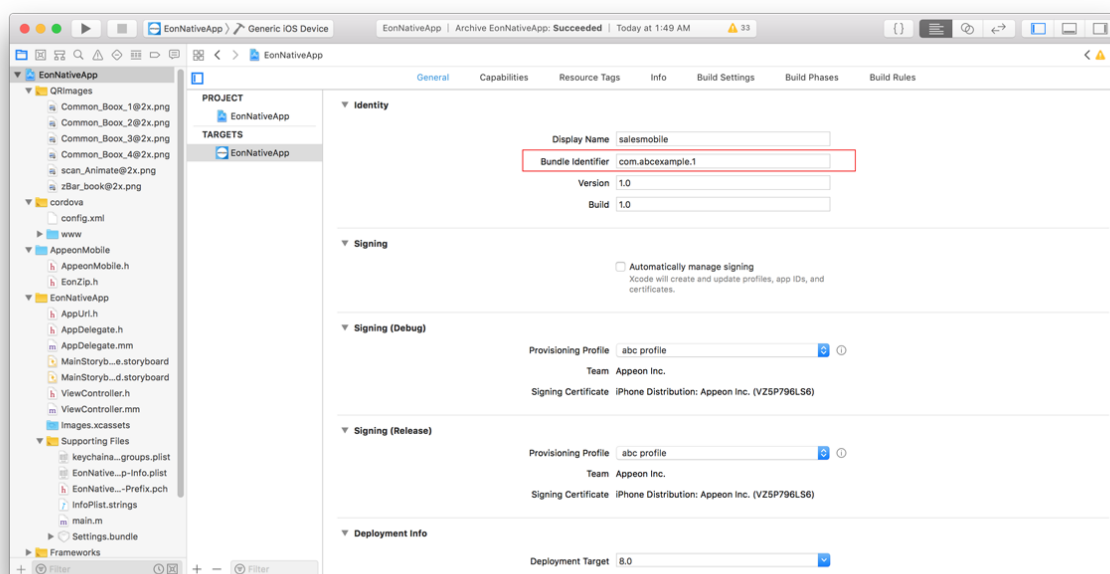 EonNativeApp
Generic iOS Device
EonNativeApp | Archive EonNativeApp: Succeeded | Today at 1:49 AM
33
{ }
EonNativeApp
EonNativeApp
QRImages
Common_Boox_1@2x.png
Common_Boox_2@2x.png
Common_Boox_3@2x.png
Common_Boox_4@2x.png
scan_Animate@2x.png
zBar_book@2x.png
cordova
config.xml
www
AppeonMobile
h AppeonMobile.h
h EonZip.h
EonNativeApp
h AppUrl.h
h AppDelegate.h
m AppDelegate.mm
MainStoryb...e.storyboard
MainStoryb...d.storyboard
h ViewController.h
m ViewController.mm
Images.xcassets
Supporting Files
keychaina...groups.plist
EonNative...p-Info.plist
h EonNative...-Prefix.pch
InfoPlist.strings
m main.m
Settings.bundle
Frameworks
+ Filter
PROJECT
EonNativeApp
TARGETS
EonNativeApp
+ − Filter
General Capabilities Resource Tags Info Build Settings Build Phases Build Rules
Identity
Display Name salesmobile
Bundle Identifier com.abcexample.1
Version 1.0
Build 1.0
Signing
Automatically manage signing
Xcode will create and update profiles, app IDs, and
certificates.
Signing (Debug)
Provisioning Profile abc profile
Team Appeon Inc.
Signing Certificate iPhone Distribution: Appeon Inc. (VZ5P796LS6)
Signing (Release)
Provisioning Profile abc profile
Team Appeon Inc.
Signing Certificate iPhone Distribution: Appeon Inc. (VZ5P796LS6)
Deployment Info
Deployment Target 8.0